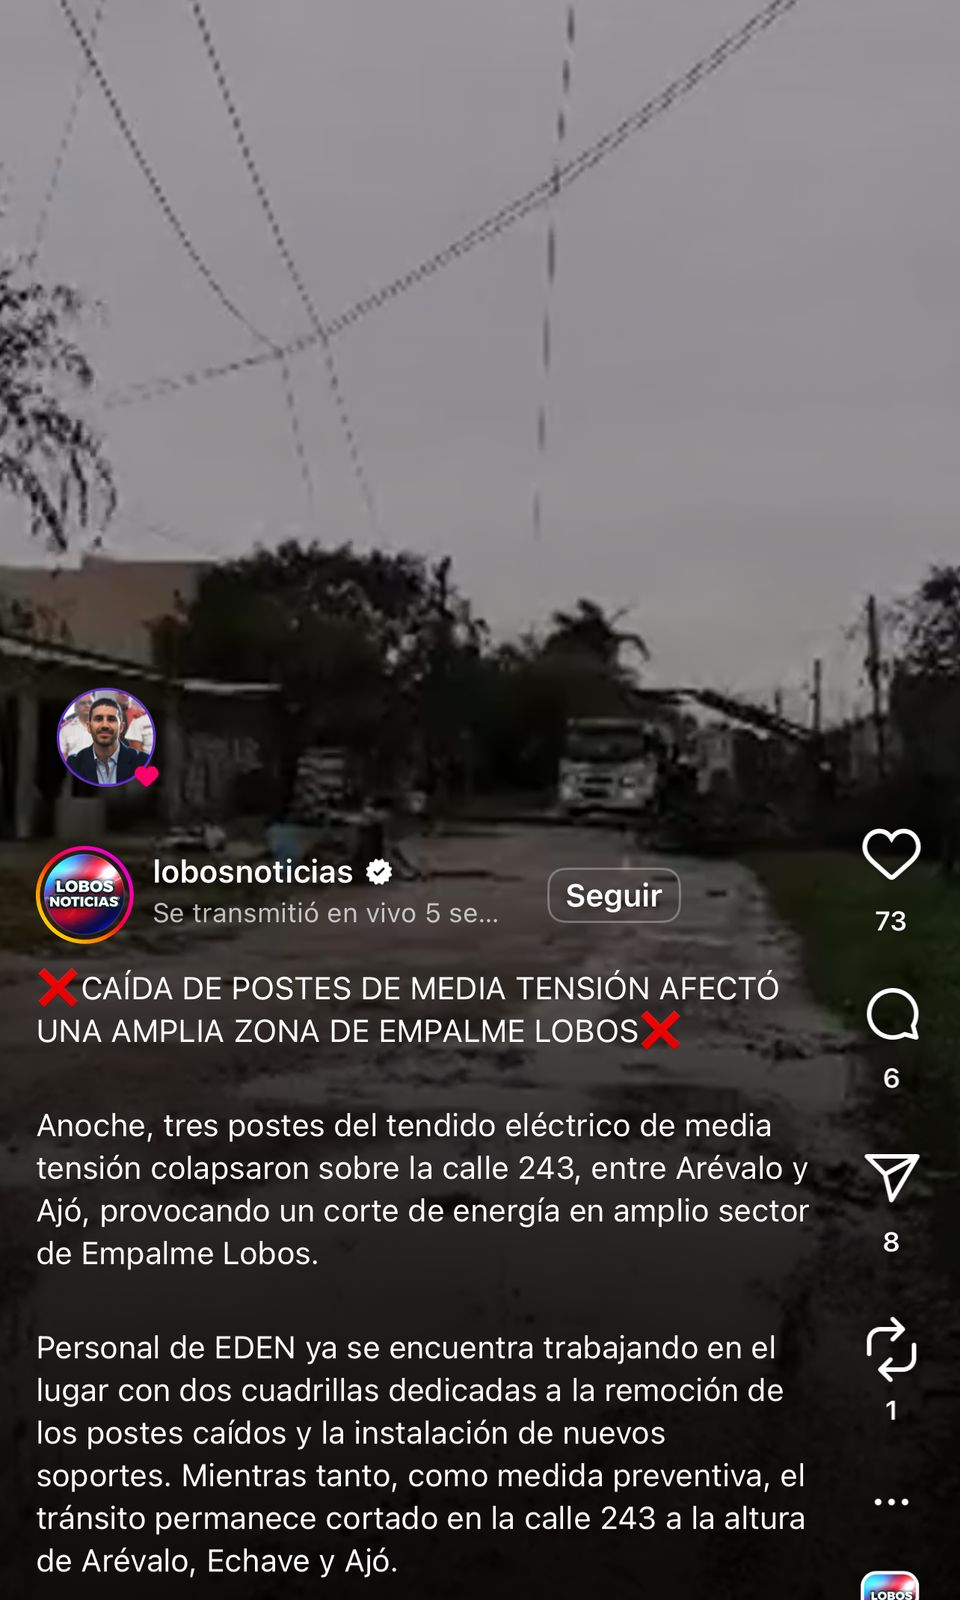 lobosnoticias
Se transmitió en vivo 5 se...
Seguir
LOBOS
NOTICIAS
❌CAÍDA DE POSTES DE MEDIA TENSIÓN AFECTÓ
UNA AMPLIA ZONA DE EMPALME LOBOS❌
Anoche, tres postes del tendido eléctrico de media
tensión colapsaron sobre la calle 243, entre Arévalo y
Ajó, provocando un corte de energía en amplio sector
de Empalme Lobos.
Personal de EDEN ya se encuentra trabajando en el
lugar con dos cuadrillas dedicadas a la remoción de
los postes caídos y la instalación de nuevos
soportes. Mientras tanto, como medida preventiva, el
tránsito permanece cortado en la calle 243 a la altura
de Arévalo, Echave y Ajó.
73
6
8
1
LOBOS